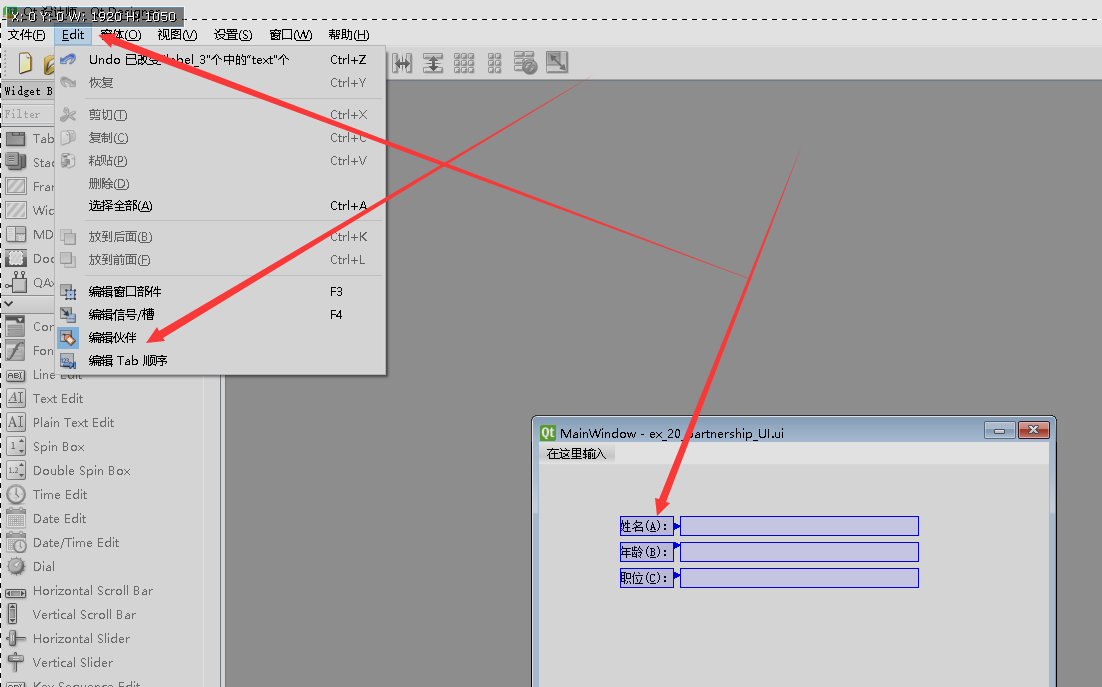 X: 0 Y: 0 W: 1920 H: 1050
文件(F) Edit 窗体(O) 视图(V) 设置(S) 窗口(W) 帮助(H)
Undo 已改变"label_3"个中的"text"个 Ctrl+Z
恢复 Ctrl+Y
剪切(T) Ctrl+X
复制(C) Ctrl+C
粘贴(P) Ctrl+V
删除(D)
选择全部(A) Ctrl+A
放到后面(B) Ctrl+K
放到前面(F) Ctrl+L
编辑窗口部件 F3
编辑信号/槽 F4
编辑伙伴
编辑 Tab 顺序
Widget B
Filter
Tab
Stac
Fran
Wid
MD
Doc
QAx
Con
Fon
Line Edit
Text Edit
Plain Text Edit
Spin Box
Double Spin Box
Time Edit
Date Edit
Date/Time Edit
Dial
Horizontal Scroll Bar
Vertical Scroll Bar
Horizontal Slider
Vertical Slider
Key Sequence Edit
MainWindow - ex_20_partnership_UI.ui
在这里输入
姓名(A):
年龄(B):
职位(C):